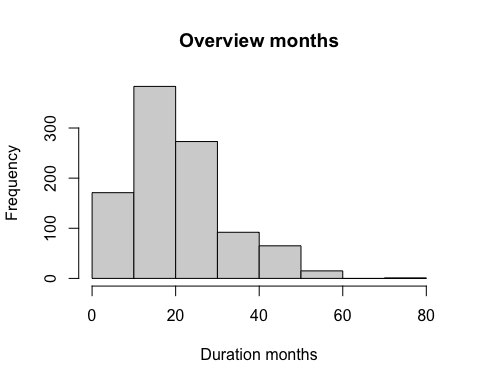 Overview months
Frequency
300
200
100
0
0 20 40 60 80
Duration months